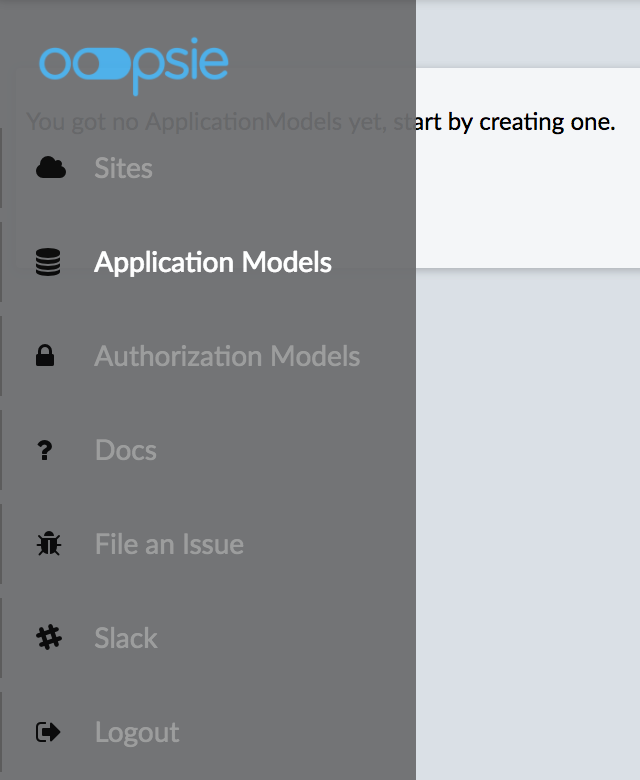 ooopsie
You got no ApplicationModels yet, start by creating one.
Sites
Application Models
Authorization Models
Docs
File an Issue
Slack
Logout